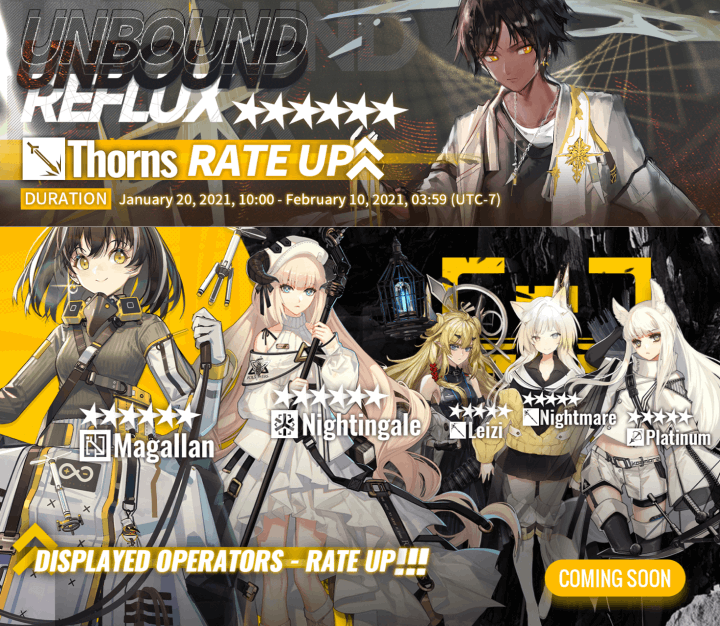 UNBOUND
REFLUX ★★★★★★
Thorns RATE UP
DURATION January 20, 2021, 10:00 - February 10, 2021, 03:59 (UTC-7)
★★★★★★
Magallan
★★★★★★
Nightingale
★★★★★
Leizi
★★★★★
Nightmare
★★★★★
Platinum
DISPLAYED OPERATORS - RATE UP!!!
COMING SOON